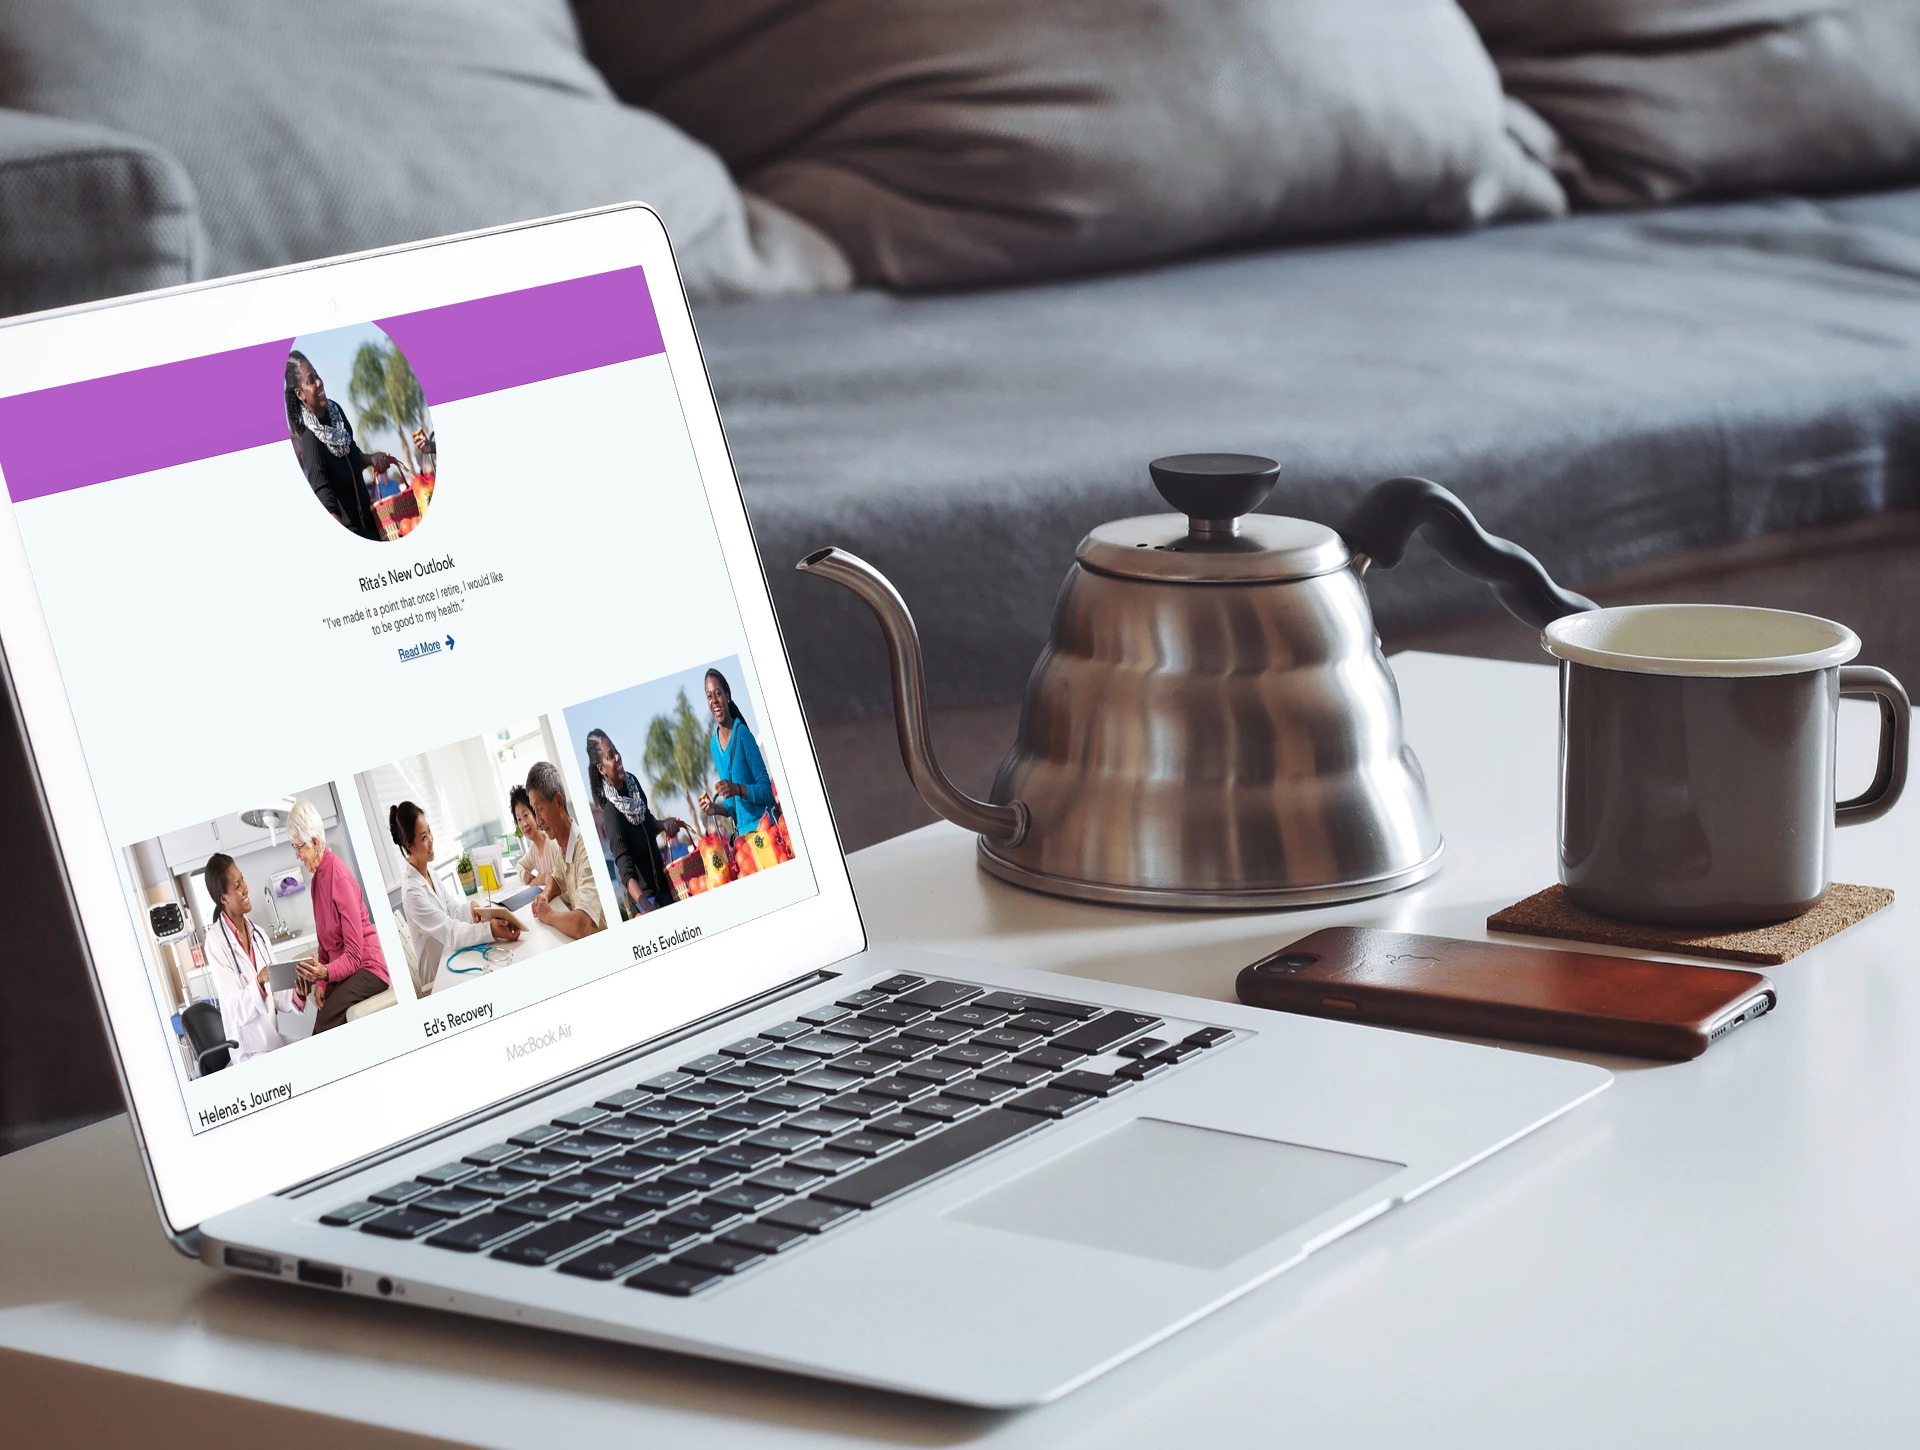 Rita's New Outlook
"I've made it a point that once I retire, I would like
to be good to my health."
Read More
Helena's Journey
Ed's Recovery
Rita's Evolution
MacBook Air